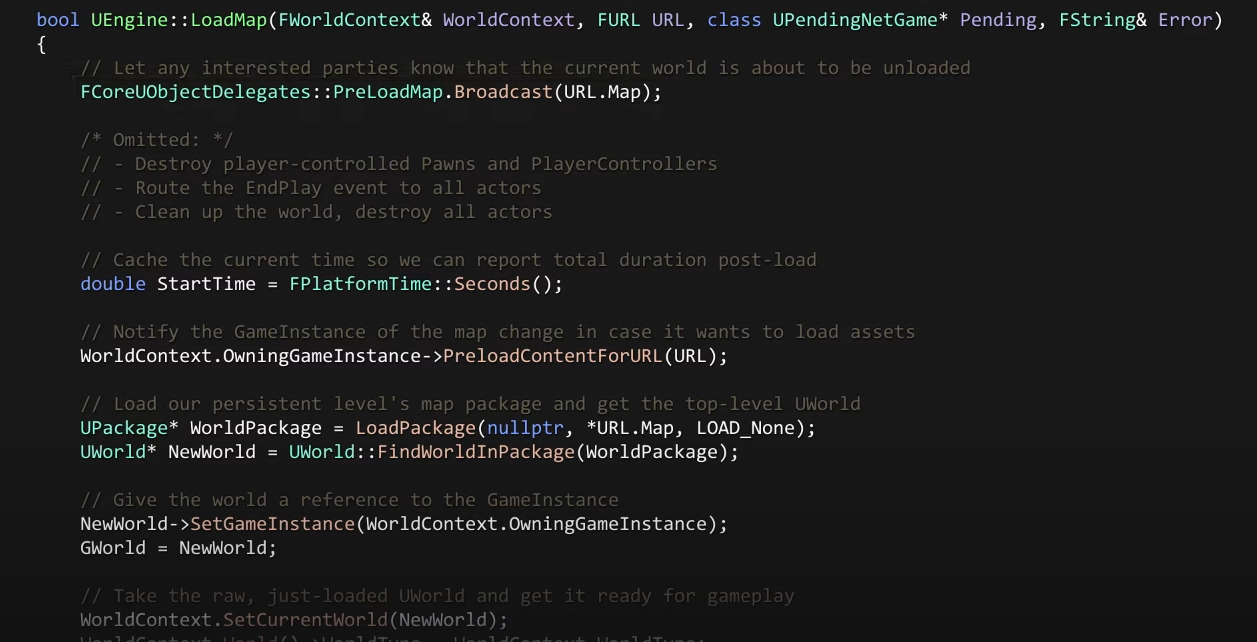 bool UEngine::LoadMap(FWorldContext& WorldContext, FURL URL, class UPendingNetGame* Pending, FString& Error)
{
// Let any interested parties know that the current world is about to be unloaded
FCoreUObjectDelegates::PreLoadMap.Broadcast(URL.Map);
/* Omitted: */
// - Destroy player-controlled Pawns and PlayerControllers
// - Route the EndPlay event to all actors
// - Clean up the world, destroy all actors
// Cache the current time so we can report total duration post-load
double StartTime = FPlatformTime::Seconds();
// Notify the GameInstance of the map change in case it wants to load assets
WorldContext.OwningGameInstance->PreloadContentForURL(URL);
// Load our persistent level's map package and get the top-level UWorld
UPackage* WorldPackage = LoadPackage(nullptr, *URL.Map, LOAD_None);
UWorld* NewWorld = UWorld::FindWorldInPackage(WorldPackage);
// Give the world a reference to the GameInstance
NewWorld->SetGameInstance(WorldContext.OwningGameInstance);
GWorld = NewWorld;
// Take the raw, just-loaded UWorld and get it ready for gameplay
WorldContext.SetCurrentWorld(NewWorld);